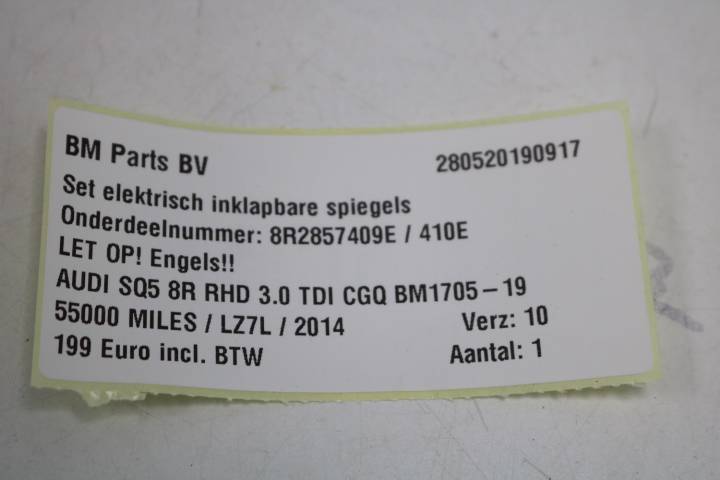 BM Parts BV 280520190917
Set elektrisch inklapbare spiegels
Onderdeelnummer: 8R2857409E / 410E
LET OP! Engels!!
AUDI SQ5 8R RHD 3.0 TDI CGQ BM1705-19
55000 MILES / LZ7L / 2014 Verz: 10
199 Euro incl. BTW Aantal: 1